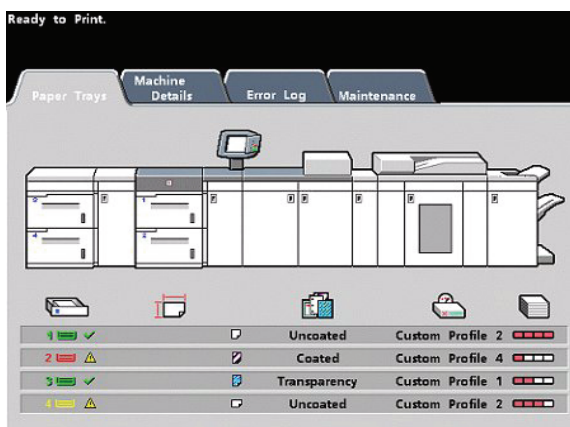 Ready to Print.
Paper Trays
Machine Details
Error Log
Maintenance
1 Uncoated Custom Profile 2
2 Coated Custom Profile 4
3 Transparency Custom Profile 1
4 Uncoated Custom Profile 2